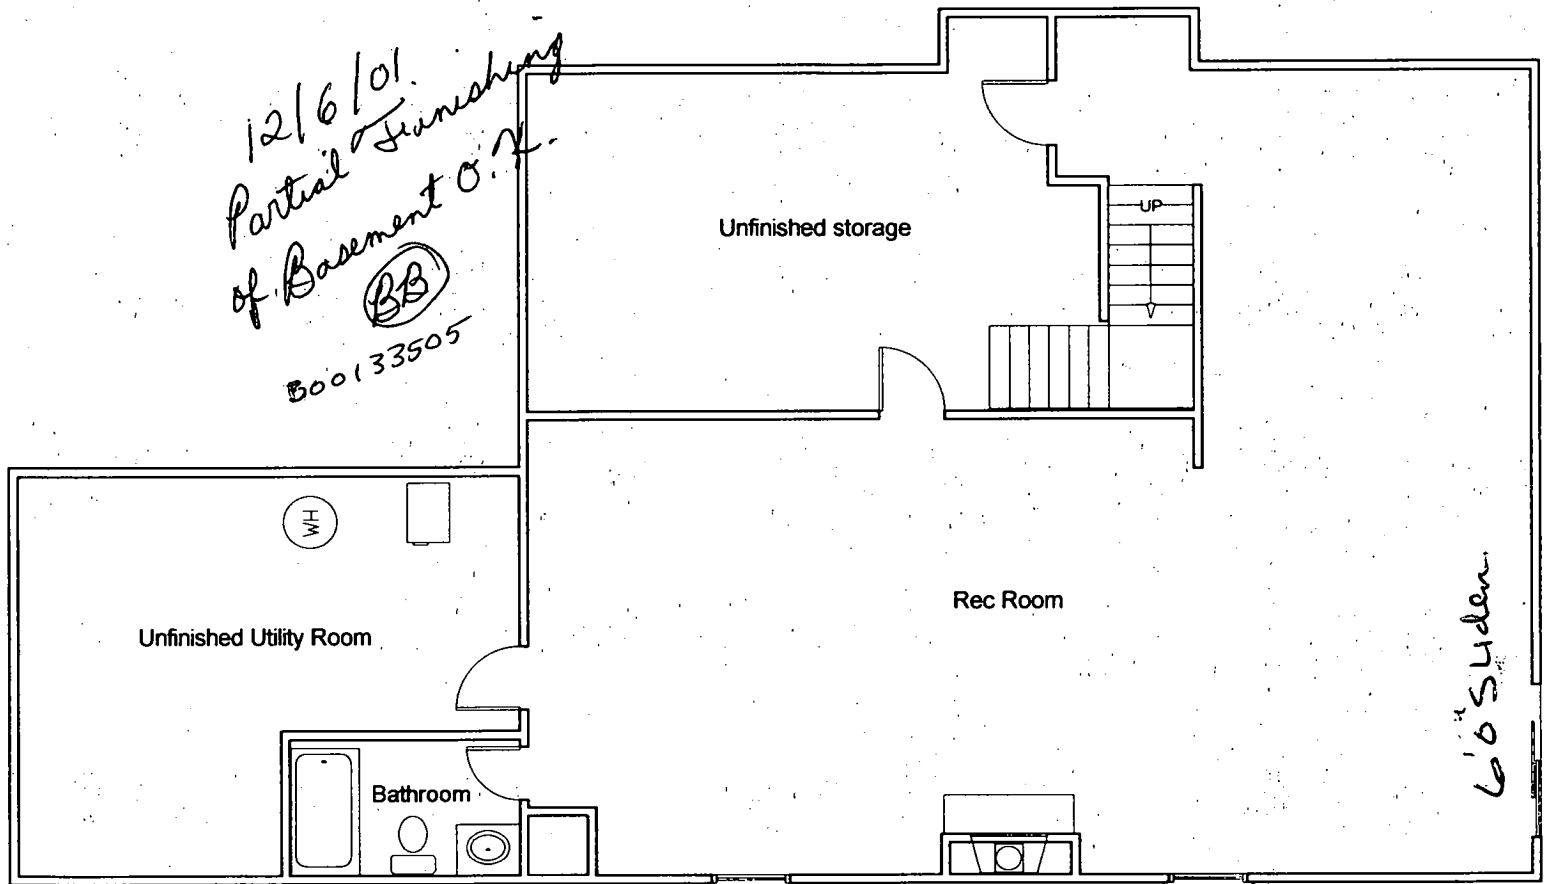 12/6/01.
Partial Finishing
of Basement O.K.
BB
B00133505
UP
Unfinished storage
WH
Rec Room
Unfinished Utility Room
Bathroom
6'0" Slider